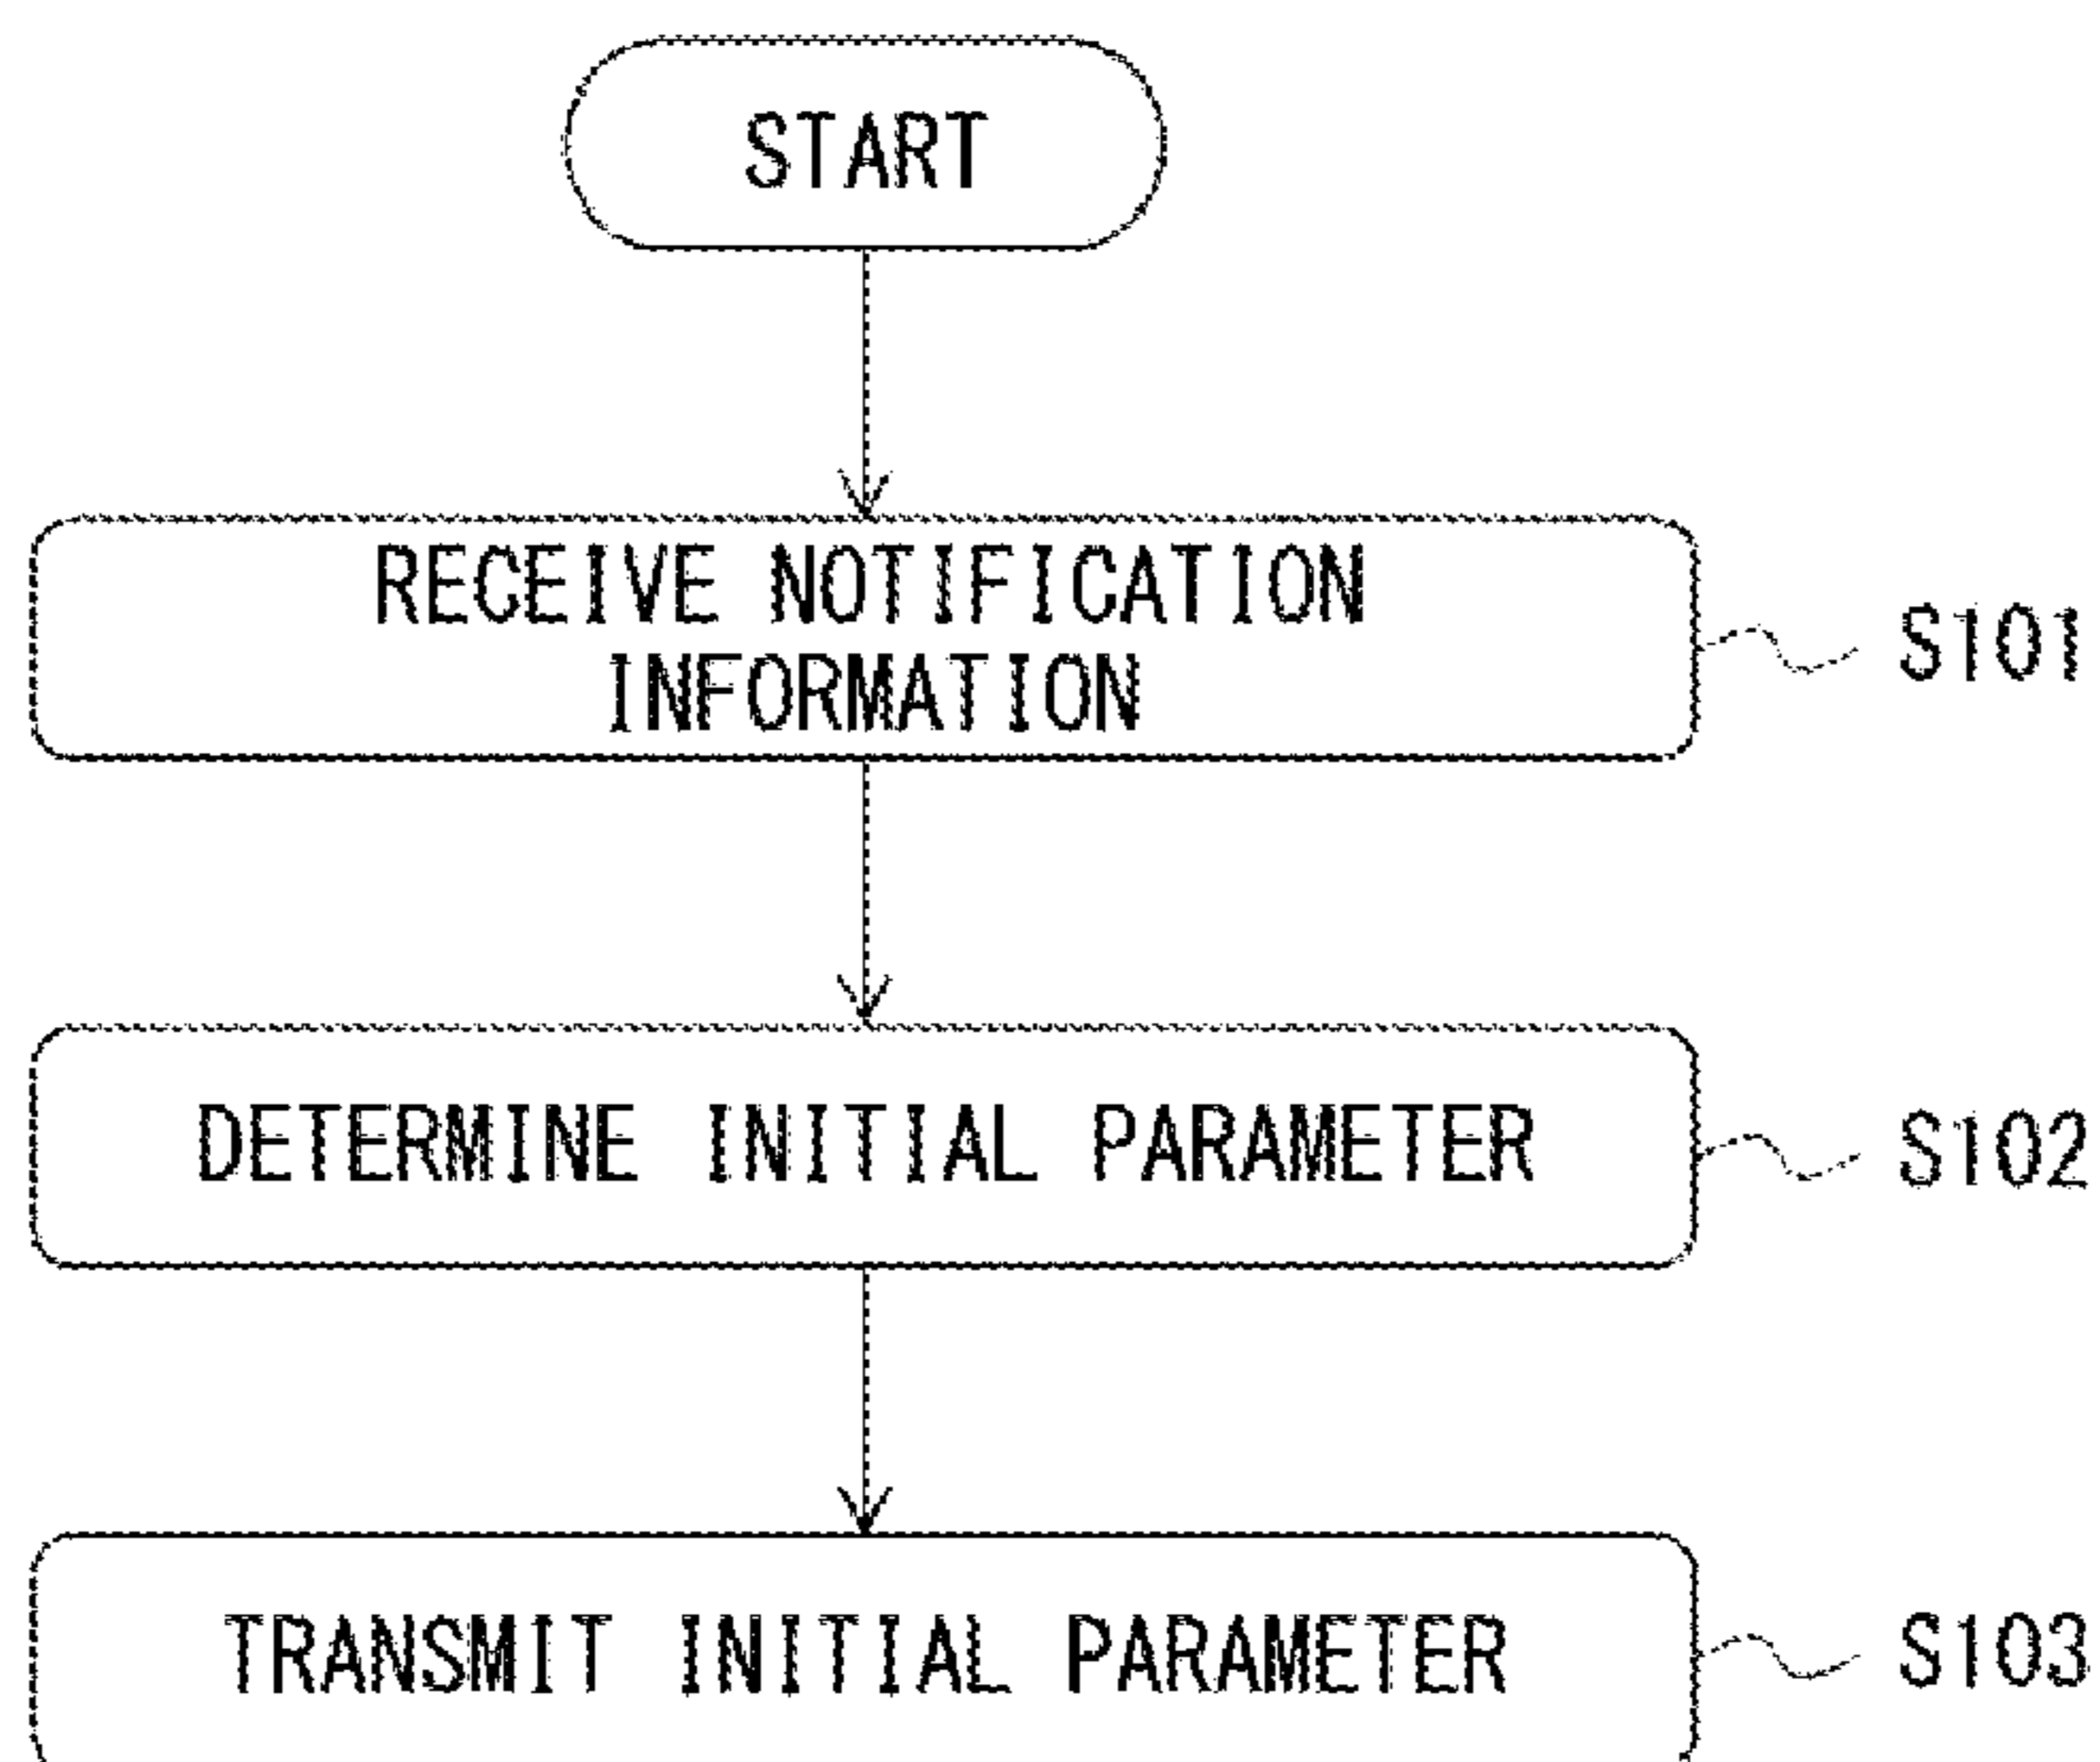 START
RECEIVE NOTIFICATION
INFORMATION
S101
DETERMINE INITIAL PARAMETER
S102
TRANSMIT INITIAL PARAMETER
S103